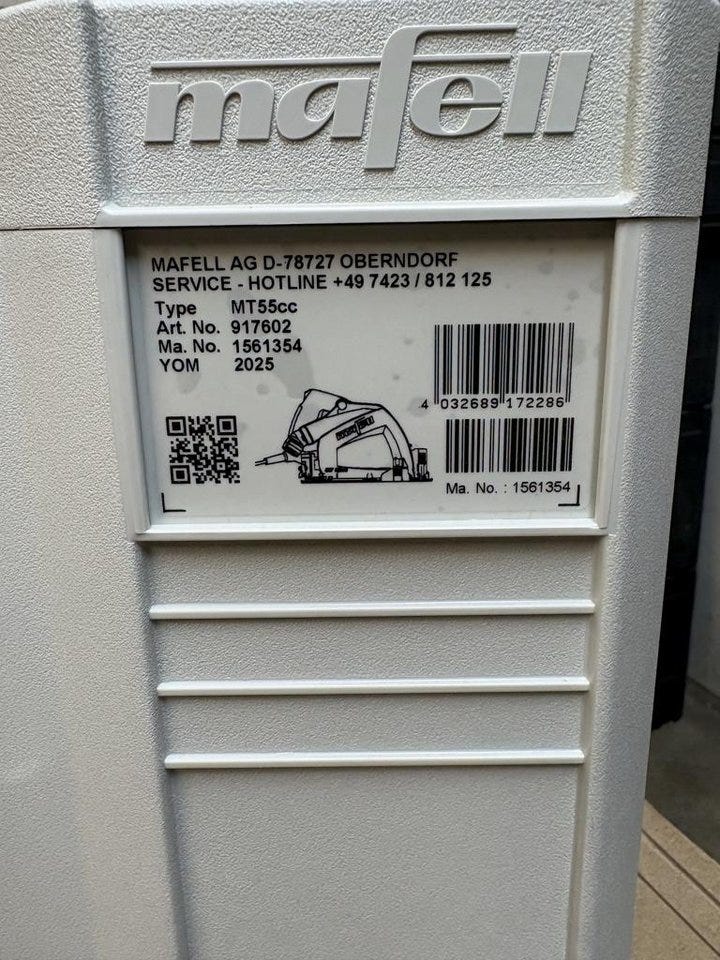 mafell
MAFELL AG D-78727 OBERNDORF
SERVICE - HOTLINE +49 7423 / 812 125
Type MT55cc
Art. No. 917602
Ma. No. 1561354
YOM 2025
4 032689 172286
mafell
Ma. No. : 1561354